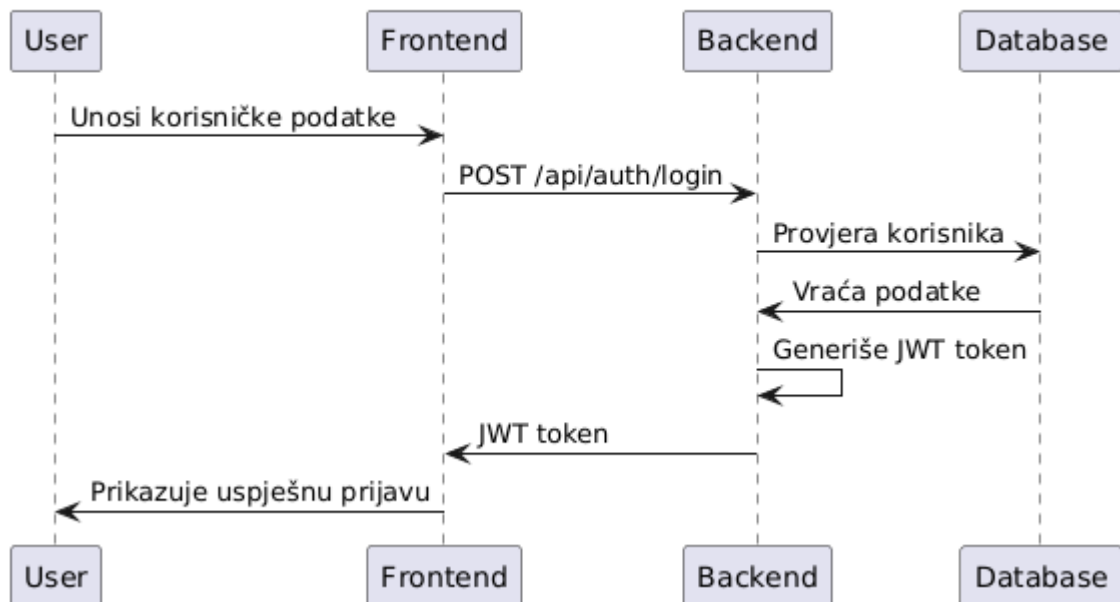 User
Frontend
Backend
Database
Unosi korisničke podatke
POST /api/auth/login
Provjera korisnika
Vraća podatke
Generiše JWT token
JWT token
Prikazuje uspješnu prijavu
User
Frontend
Backend
Database